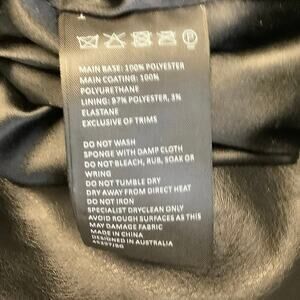 MAIN BASE: 100% POLYESTER
MAIN COATING: 100%
POLYURETHANE
LINING: 97% POLYESTER, 3%
ELASTANE
EXCLUSIVE OF TRIMS
DO NOT WASH
SPONGE WITH DAMP CLOTH
DO NOT BLEACH, RUB, SOAK OR
WRING
DO NOT TUMBLE DRY
DRY AWAY FROM DIRECT HEAT
DO NOT IRON
SPECIALIST DRYCLEAN ONLY
AVOID ROUGH SURFACES AS THIS
MAY DAMAGE FABRIC
MADE IN CHINA
DESIGNED IN AUSTRALIA